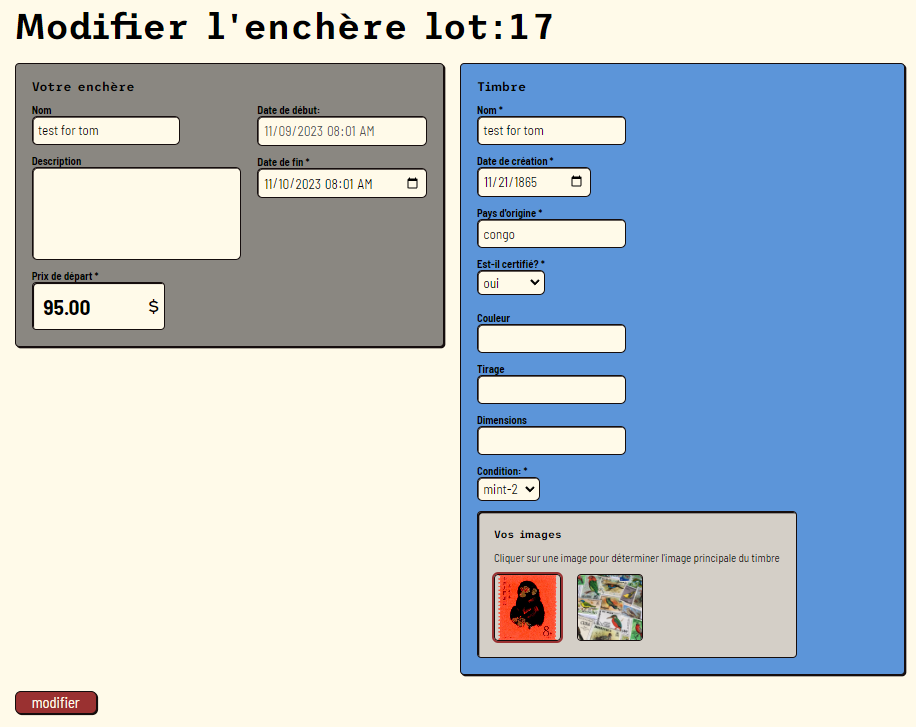 Modifier l'enchère lot:17
Votre enchère
Nom
test for tom
Date de début:
11/09/2023 08:01 AM
Description
Date de fin *
11/10/2023 08:01 AM
Prix de départ *
95.00 $
Timbre
Nom *
test for tom
Date de création *
11/21/1865
Pays d'origine *
congo
Est-il certifié? *
oui
Couleur
Tirage
Dimensions
Condition: *
mint-2
Vos images
Cliquer sur une image pour déterminer l'image principale du timbre
8
modifier